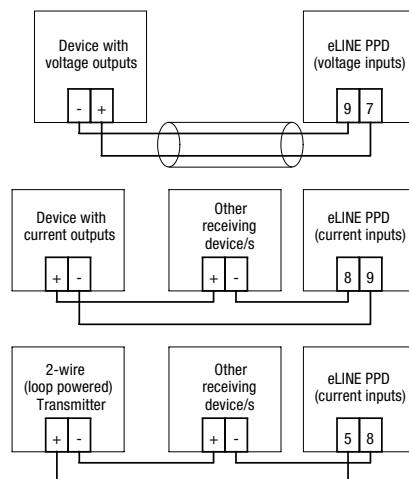 Device with
voltage outputs
- +
eLINE PPD
(voltage inputs)
9 7
Device with
current outputs
+ -
Other
receiving
device/s
+ -
eLINE PPD
(current inputs)
8 9
2-wire
(loop powered)
Transmitter
+ -
Other
receiving
device/s
+ -
eLINE PPD
(current inputs)
5 8